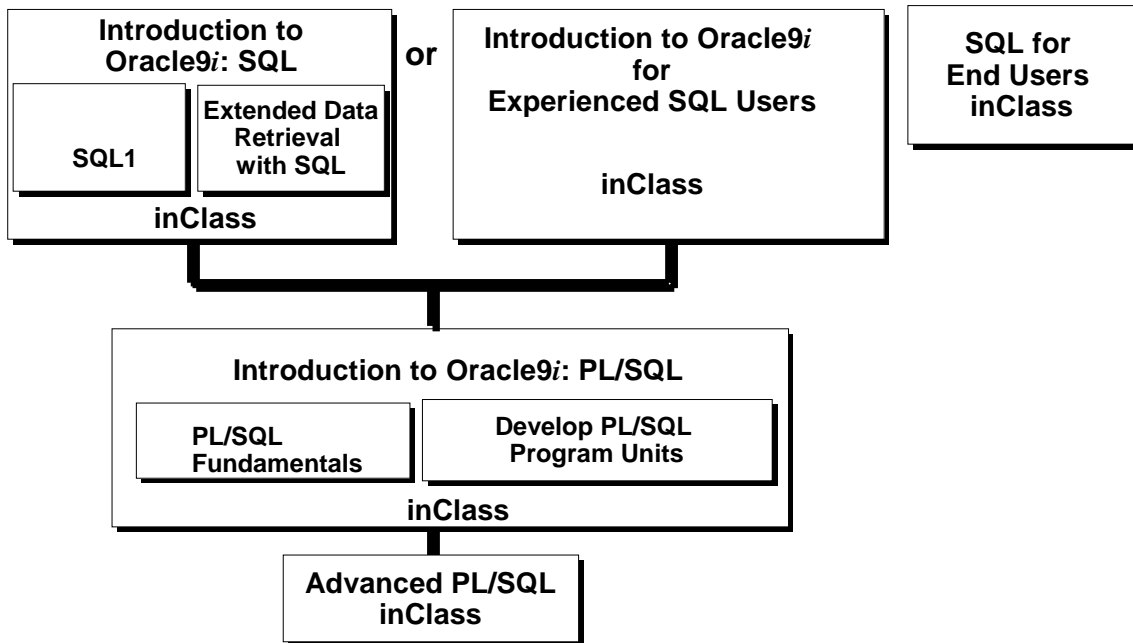 Introduction to
Oracle9i: SQL
SQL1
Extended Data
Retrieval
with SQL
inClass
or
Introduction to Oracle9i
for
Experienced SQL Users
inClass
SQL for
End Users
inClass
Introduction to Oracle9i: PL/SQL
PL/SQL
Fundamentals
Develop PL/SQL
Program Units
inClass
Advanced PL/SQL
inClass